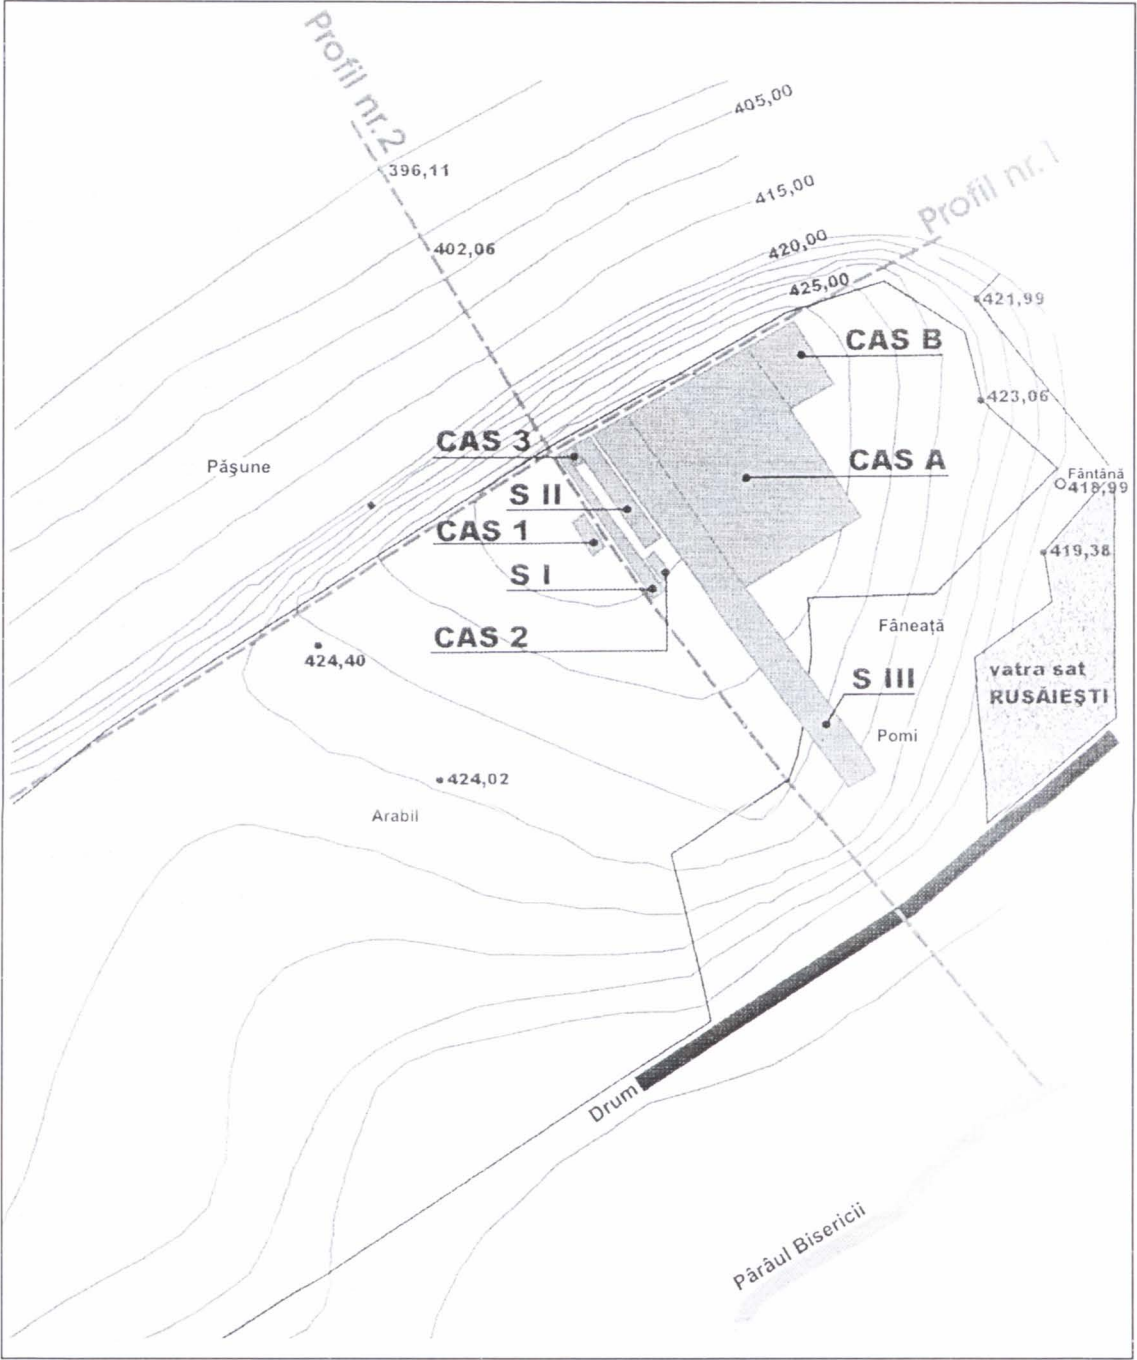 Profil nr.2
405,00
396,11
Profil nr.1
415,00
402,06
420,00
425,00
421,99
CAS B
423,06
CAS 3
CAS A
Păşune
Fântână
418,99
S II
CAS 1
419,38
S I
Fâneaţă
CAS 2
424,40
vatra sat
RUSĂIEŞTI
S III
Pomi
424,02
Arabil
Drum
Pârâul Bisericii